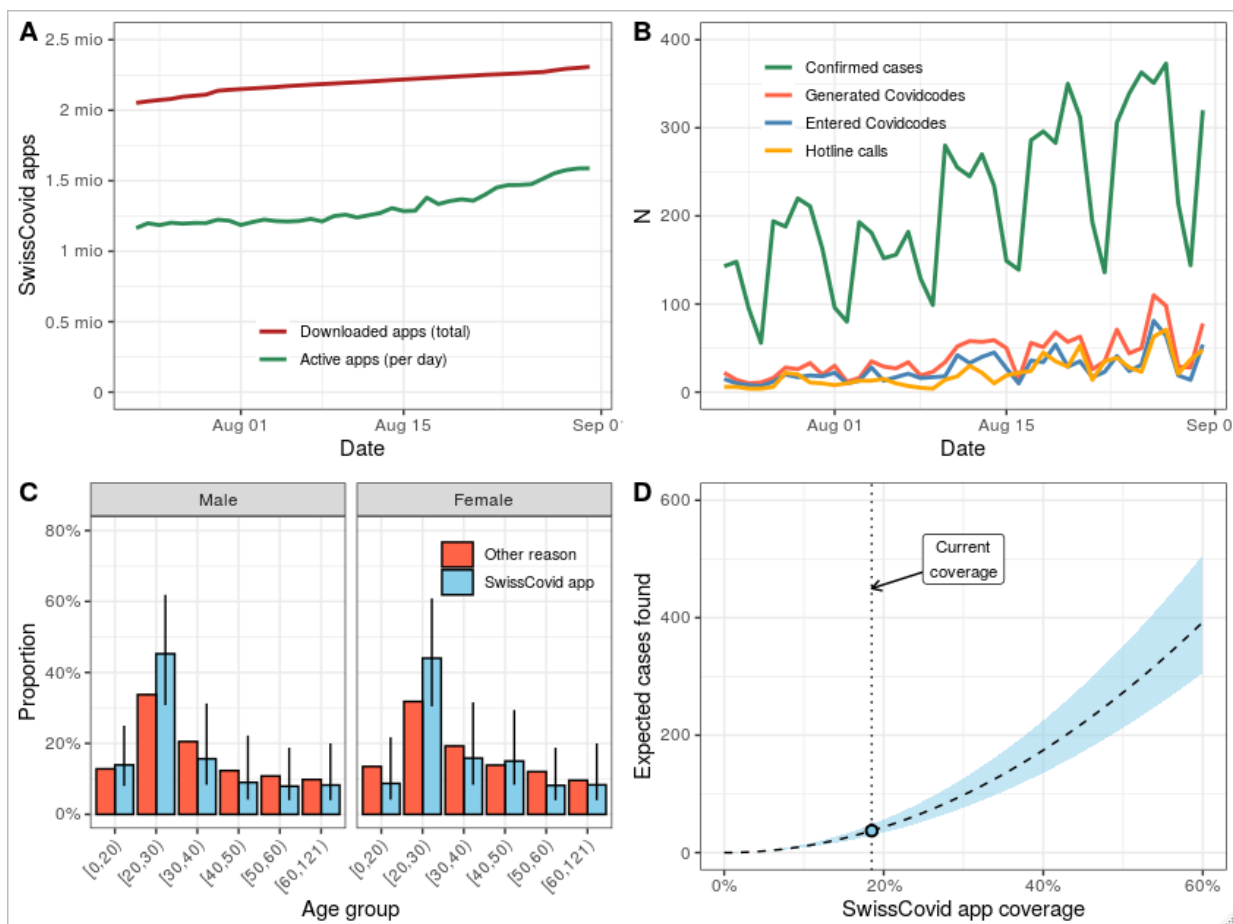 A
2.5 mio
2 mio
1.5 mio
1 mio
0.5 mio
0
SwissCovid apps
Downloaded apps (total)
Active apps (per day)
Aug 01
Aug 15
Sep 0
Date
B
400
300
200
100
0
N
Confirmed cases
Generated Covidcodes
Entered Covidcodes
Hotline calls
Aug 01
Aug 15
Sep 0
Date
C
Male
Female
80%
60%
40%
20%
0%
Proportion
Other reason
SwissCovid app
[0,20)
[20,30)
[30,40)
[40,50)
[50,60)
[60,121)
[0,20)
[20,30)
[30,40)
[40,50)
[50,60)
[60,121)
Age group
D
600
400
200
0
Expected cases found
Current
coverage
0%
20%
40%
60%
SwissCovid app coverage